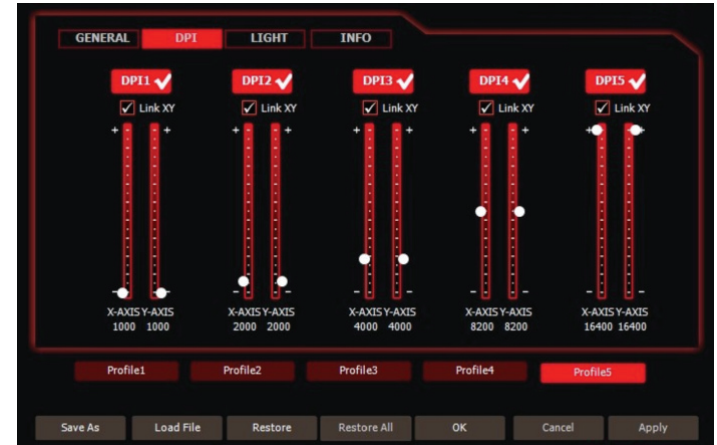 GENERAL DPI LIGHT INFO
DPI1 DPI2 DPI3 DPI4 DPI5
Link XY Link XY Link XY Link XY Link XY
+ + + + + + + + + +
- - - - - - - - - -
X-AXIS Y-AXIS X-AXIS Y-AXIS X-AXIS Y-AXIS X-AXIS Y-AXIS X-AXIS Y-AXIS
1000 1000 2000 2000 4000 4000 8200 8200 16400 16400
Profile1 Profile2 Profile3 Profile4 Profile5
Save As Load File Restore Restore All OK Cancel Apply